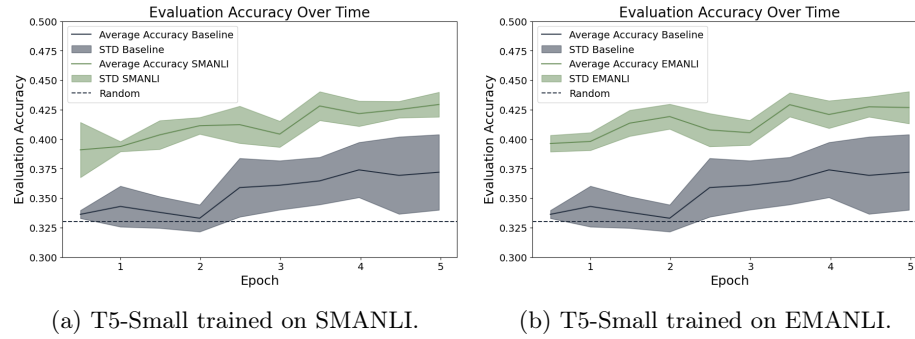 Evaluation Accuracy Over Time
0.500
0.475
0.450
0.425
0.400
0.375
0.350
0.325
0.300
Evaluation Accuracy
Average Accuracy Baseline
STD Baseline
Average Accuracy SMANLI
STD SMANLI
Random
1 2 3 4 5
Epoch
(a) T5-Small trained on SMANLI.
Evaluation Accuracy Over Time
0.500
0.475
0.450
0.425
0.400
0.375
0.350
0.325
0.300
Evaluation Accuracy
Average Accuracy Baseline
STD Baseline
Average Accuracy EMANLI
STD EMANLI
Random
1 2 3 4 5
Epoch
(b) T5-Small trained on EMANLI.